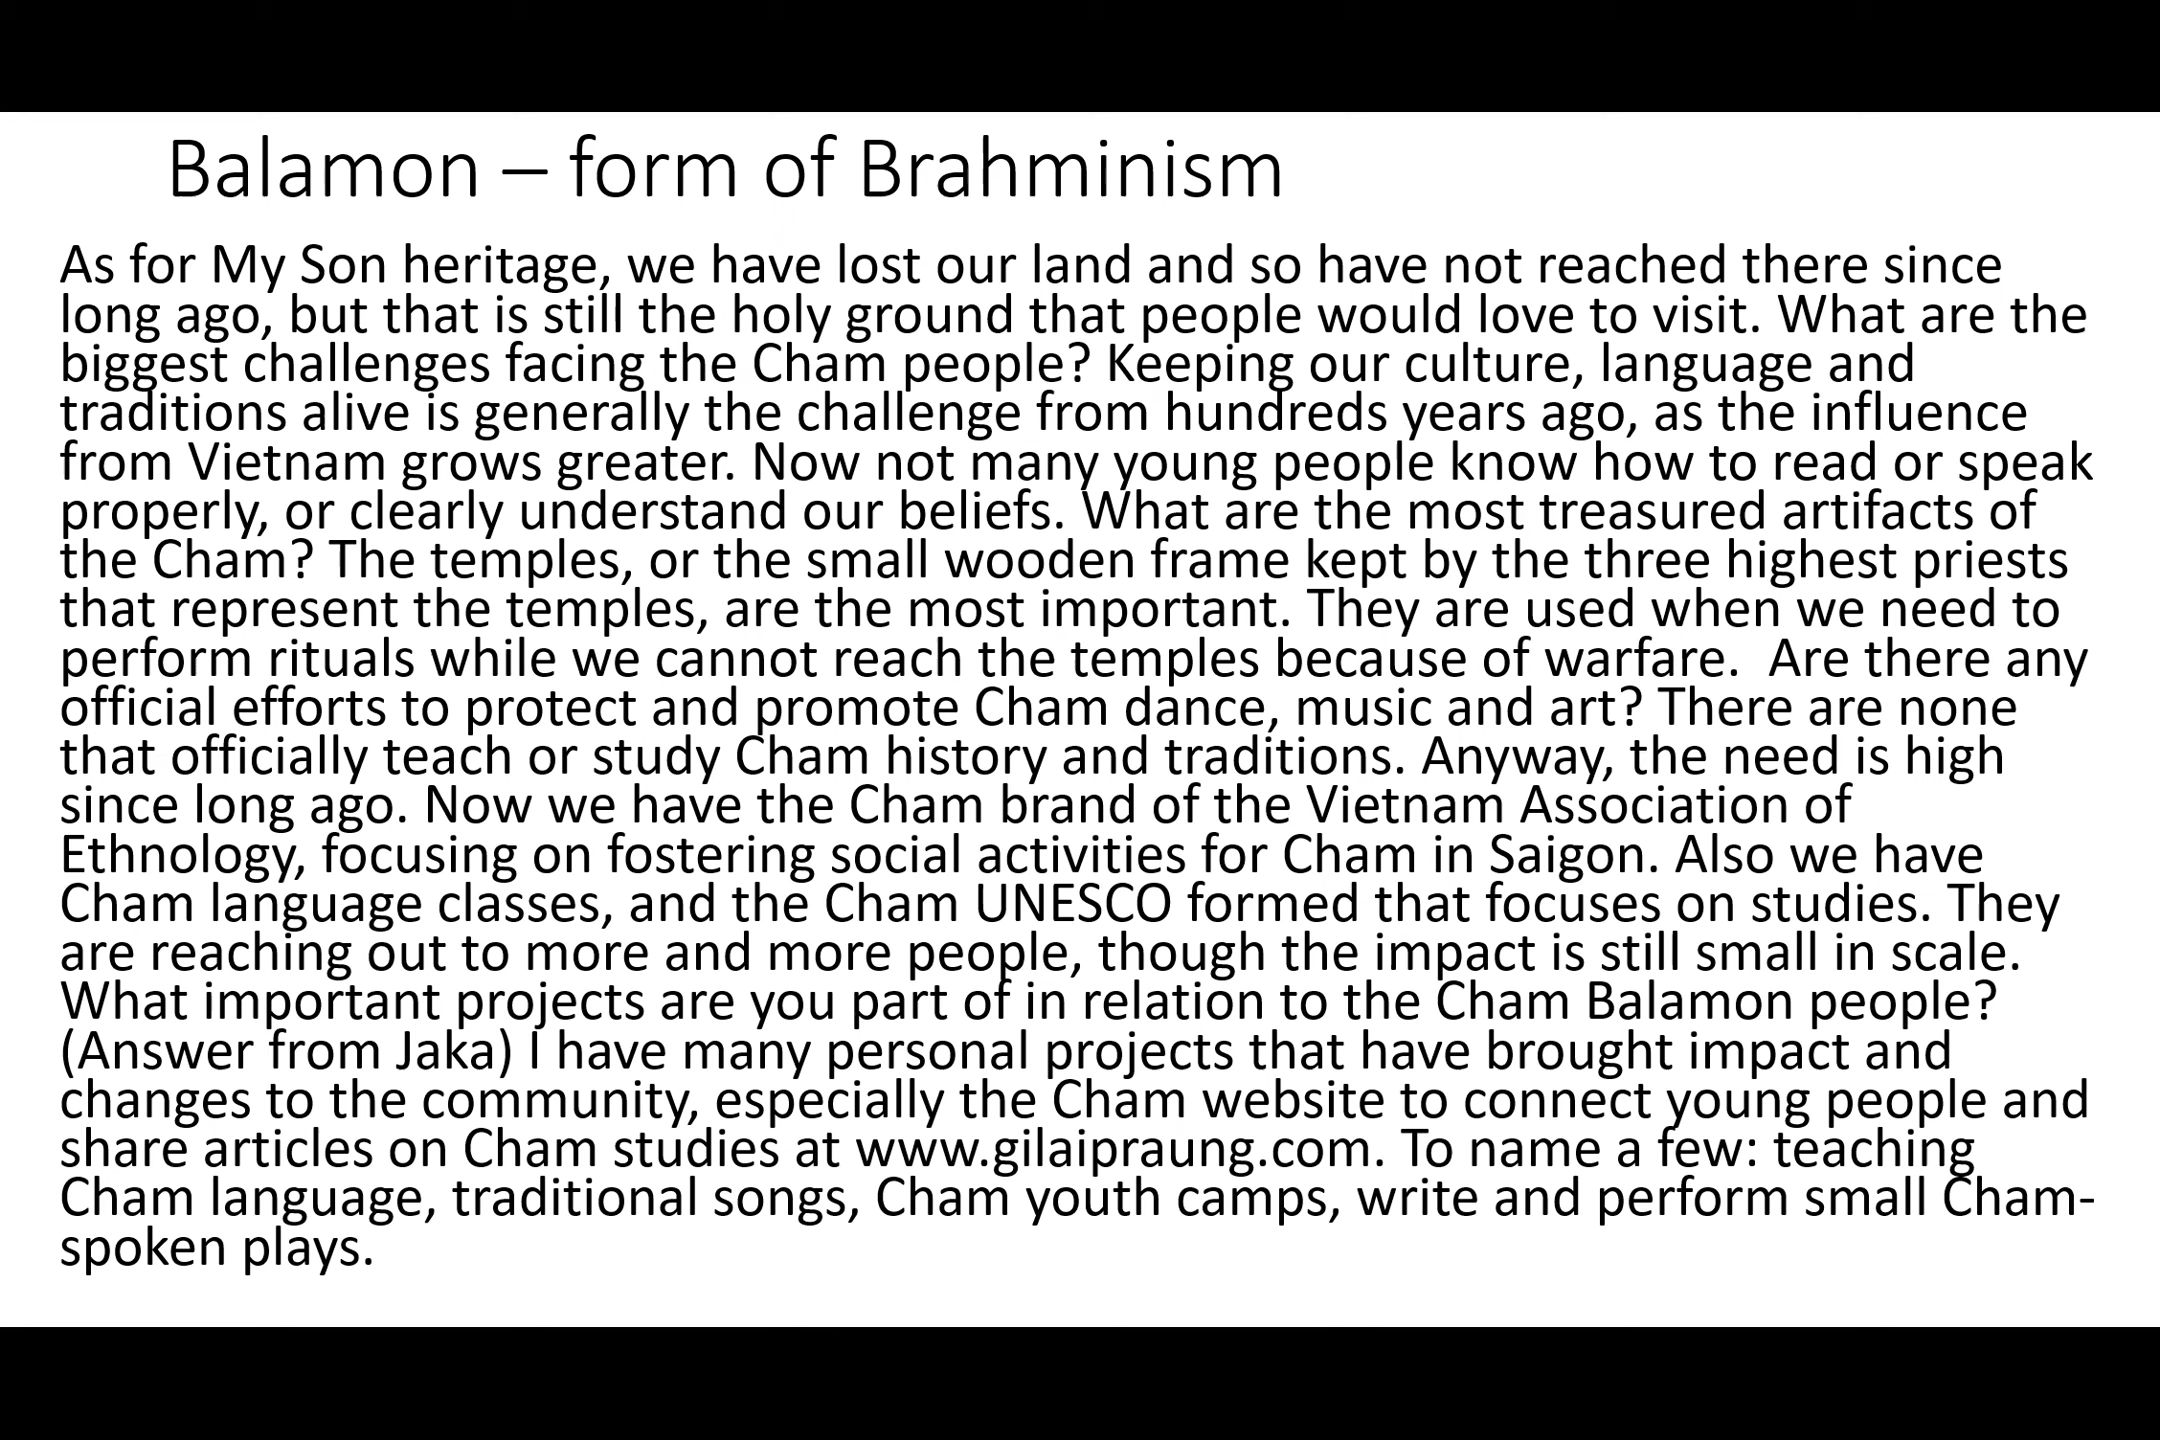 Balamon – form of Brahminism
As for My Son heritage, we have lost our land and so have not reached there since
long ago, but that is still the holy ground that people would love to visit. What are the
biggest challenges facing the Cham people? Keeping our culture, language and
traditions alive is generally the challenge from hundreds years ago, as the influence
from Vietnam grows greater. Now not many young people know how to read or speak
properly, or clearly understand our beliefs. What are the most treasured artifacts of
the Cham? The temples, or the small wooden frame kept by the three highest priests
that represent the temples, are the most important. They are used when we need to
perform rituals while we cannot reach the temples because of warfare.  Are there any
official efforts to protect and promote Cham dance, music and art? There are none
that officially teach or study Cham history and traditions. Anyway, the need is high
since long ago. Now we have the Cham brand of the Vietnam Association of
Ethnology, focusing on fostering social activities for Cham in Saigon. Also we have
Cham language classes, and the Cham UNESCO formed that focuses on studies. They
are reaching out to more and more people, though the impact is still small in scale.
What important projects are you part of in relation to the Cham Balamon people?
(Answer from Jaka) I have many personal projects that have brought impact and
changes to the community, especially the Cham website to connect young people and
share articles on Cham studies at www.gilaipraung.com. To name a few: teaching
Cham language, traditional songs, Cham youth camps, write and perform small Cham-
spoken plays.